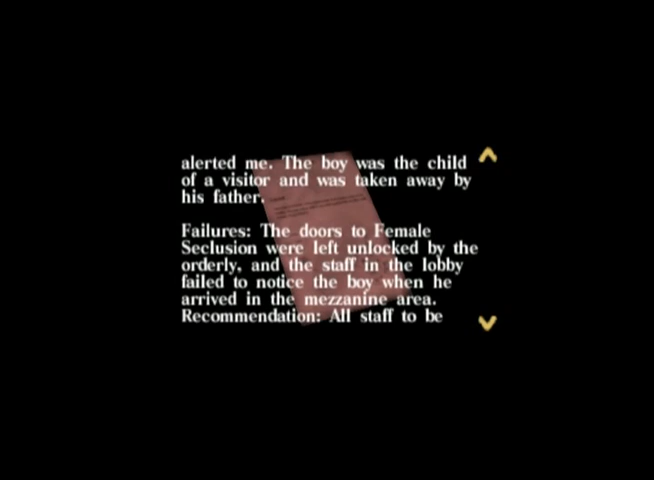 alerted me. The boy was the child
of a visitor and was taken away by
his father.
Failures: The doors to Female
Seclusion were left unlocked by the
orderly, and the staff in the lobby
failed to notice the boy when he
arrived in the mezzanine area.
Recommendation: All staff to be